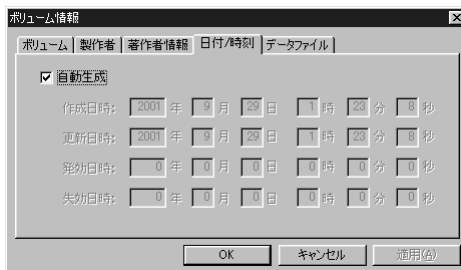 ボリューム情報
ボリューム 製作者 著作者情報 日付/時刻 データファイル
自動生成
作成日時: 2001 年 9 月 29 日 1 時 23 分 8 秒
更新日時: 2001 年 9 月 29 日 1 時 23 分 8 秒
発効日時: 0 年 0 月 0 日 0 時 0 分 0 秒
失効日時: 0 年 0 月 0 日 0 時 0 分 0 秒
OK キャンセル 適用(A)